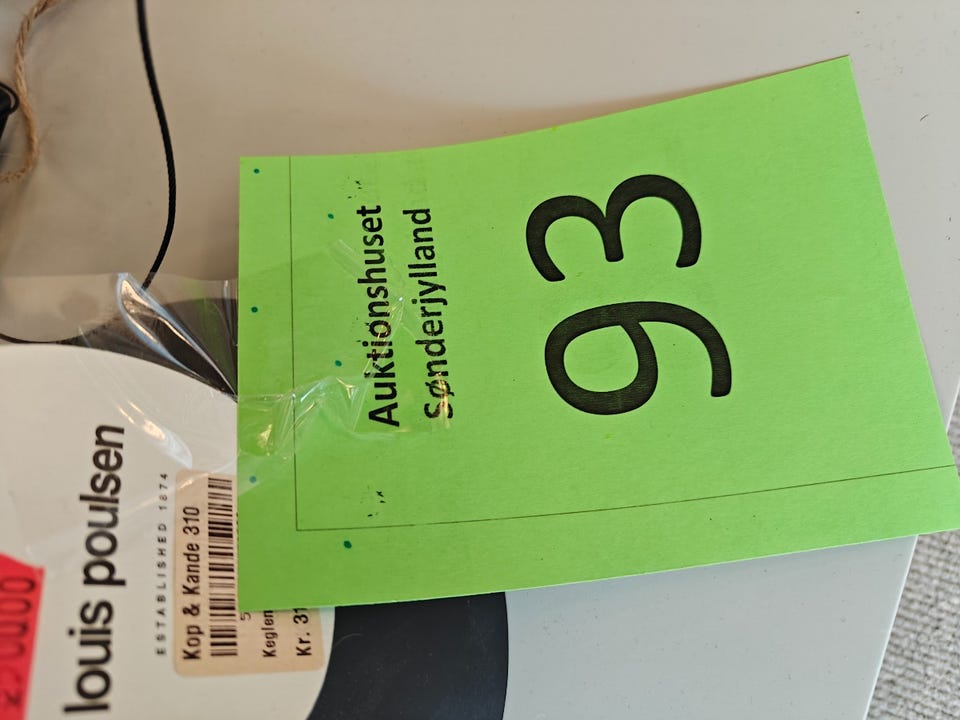 Auktionshuset
Sønderjylland
93
louis poulsen
ESTABLISHED 1874
Kop & Kande 310